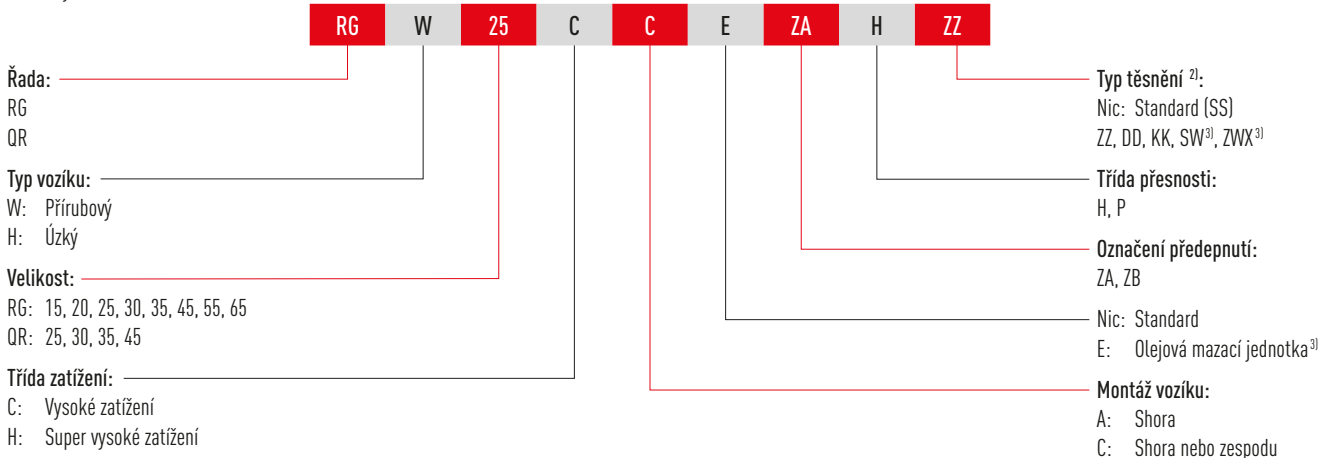 RG W 25 C C E ZA H ZZ
Řada:
RG
QR
Typ vozíku:
W: Přírubový
H: Úzký
Velikost:
RG: 15, 20, 25, 30, 35, 45, 55, 65
QR: 25, 30, 35, 45
Třída zatížení:
C: Vysoké zatížení
H: Super vysoké zatížení
Typ těsnění ²⁾:
Nic: Standard (SS)
ZZ, DD, KK, SW³⁾, ZWX³⁾
Třída přesnosti:
H, P
Označení předepnutí:
ZA, ZB
Nic: Standard
E: Olejová mazací jednotka³⁾
Montáž vozíku:
A: Shora
C: Shora nebo zespodu